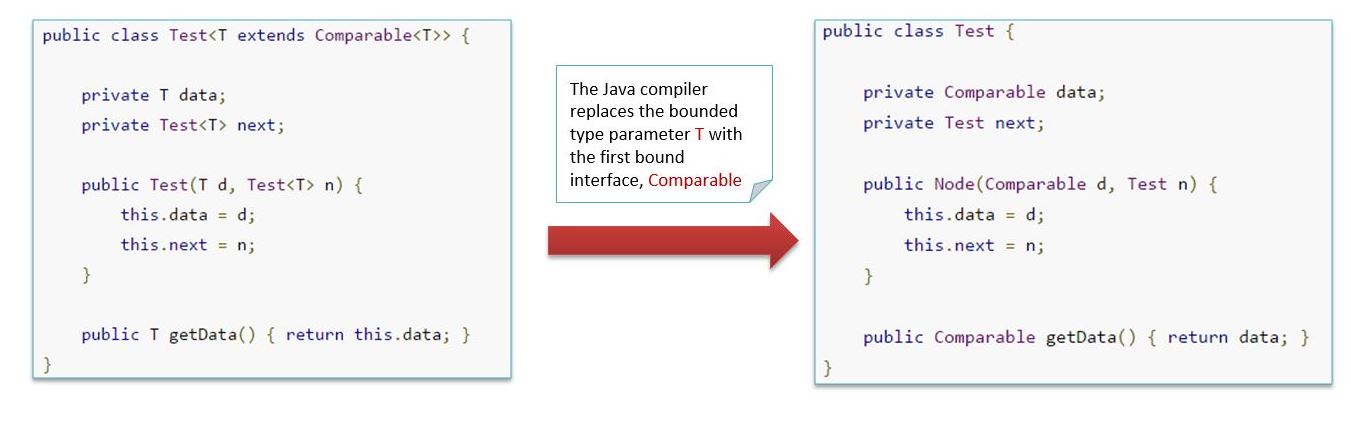 public class Test<T extends Comparable<T>> {
private T data;
private Test<T> next;
public Test(T d, Test<T> n) {
this.data = d;
this.next = n;
}
public T getData() { return this.data; }
}
The Java compiler
replaces the bounded
type parameter T with
the first bound
interface, Comparable
public class Test {
private Comparable data;
private Test next;
public Node(Comparable d, Test n) {
this.data = d;
this.next = n;
}
public Comparable getData() { return data; }
}